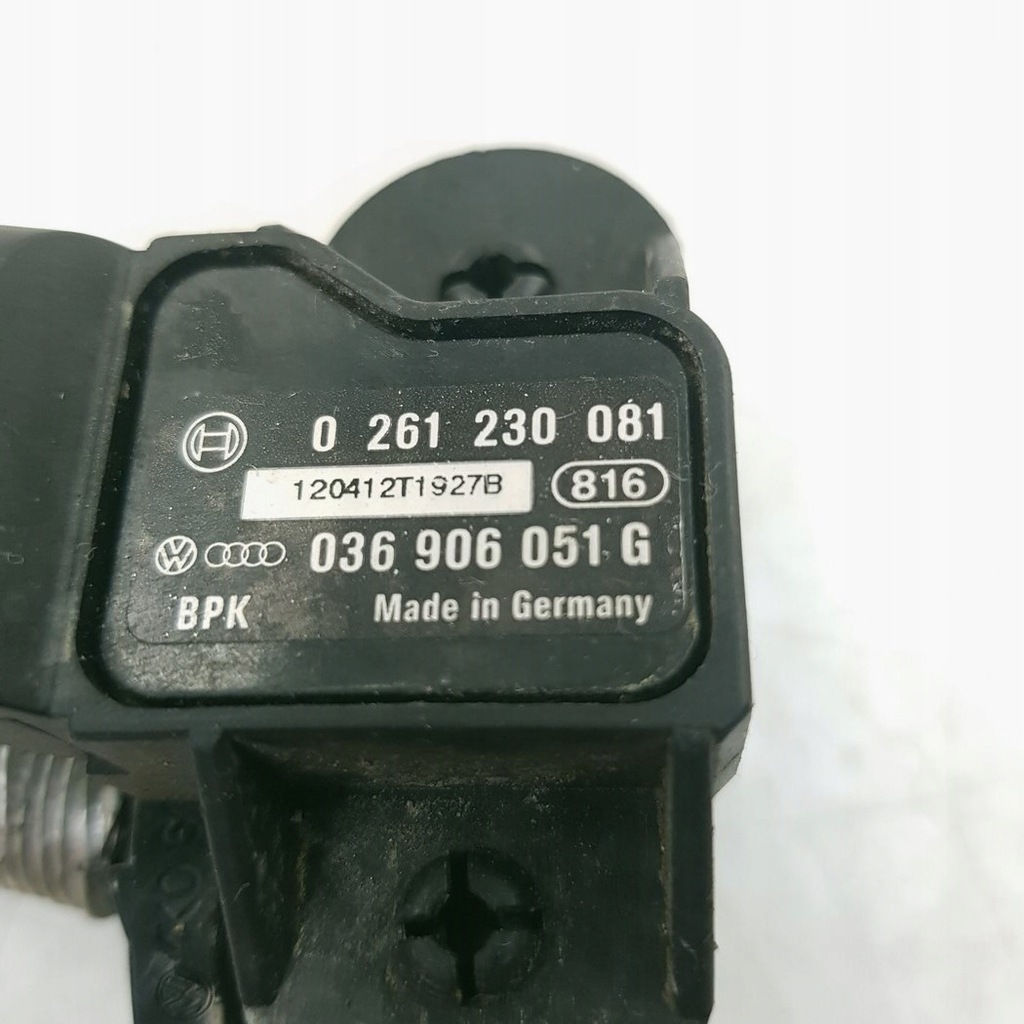 0 261 230 081
120412T1927B 816
036 906 051 G
BPK Made in Germany